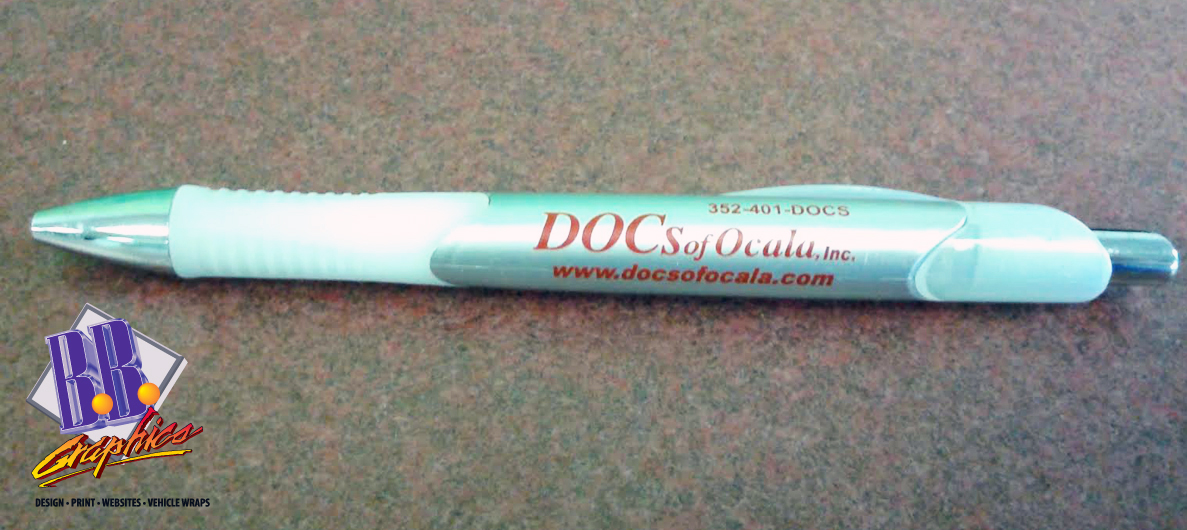 352-401-DOCS
DOCS of Ocala, Inc.
www.docsofocala.com
B.B.
Graphics
DESIGN • PRINT • WEBSITES • VEHICLE WRAPS